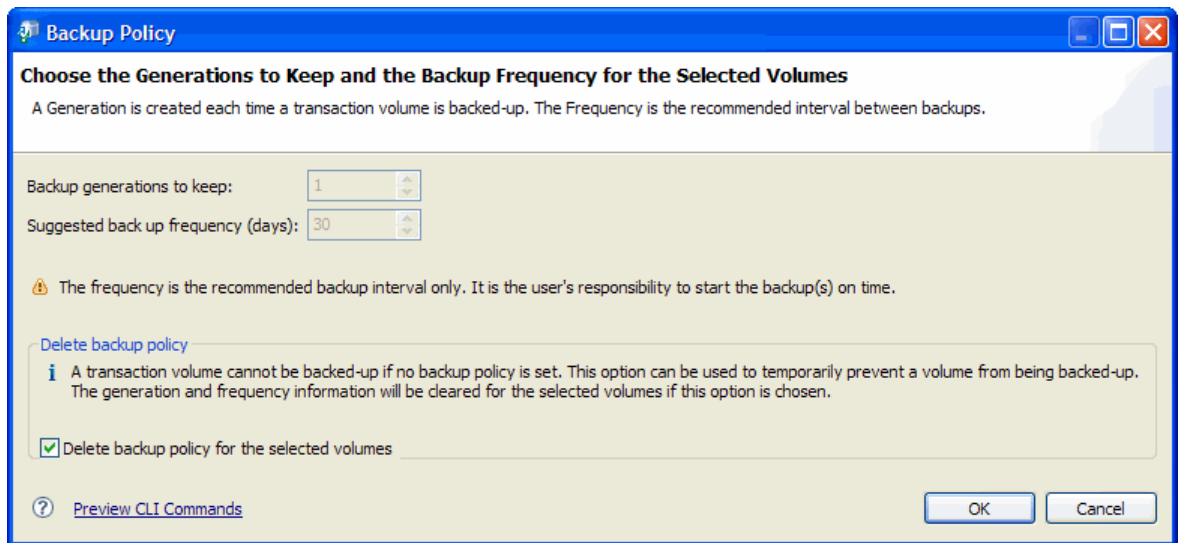 Backup Policy
Choose the Generations to Keep and the Backup Frequency for the Selected Volumes
A Generation is created each time a transaction volume is backed-up. The Frequency is the recommended interval between backups.
Backup generations to keep: 1
Suggested back up frequency (days): 30
The frequency is the recommended backup interval only. It is the user's responsibility to start the backup(s) on time.
Delete backup policy
A transaction volume cannot be backed-up if no backup policy is set. This option can be used to temporarily prevent a volume from being backed-up.
The generation and frequency information will be cleared for the selected volumes if this option is chosen.
Delete backup policy for the selected volumes
Preview CLI Commands OK Cancel